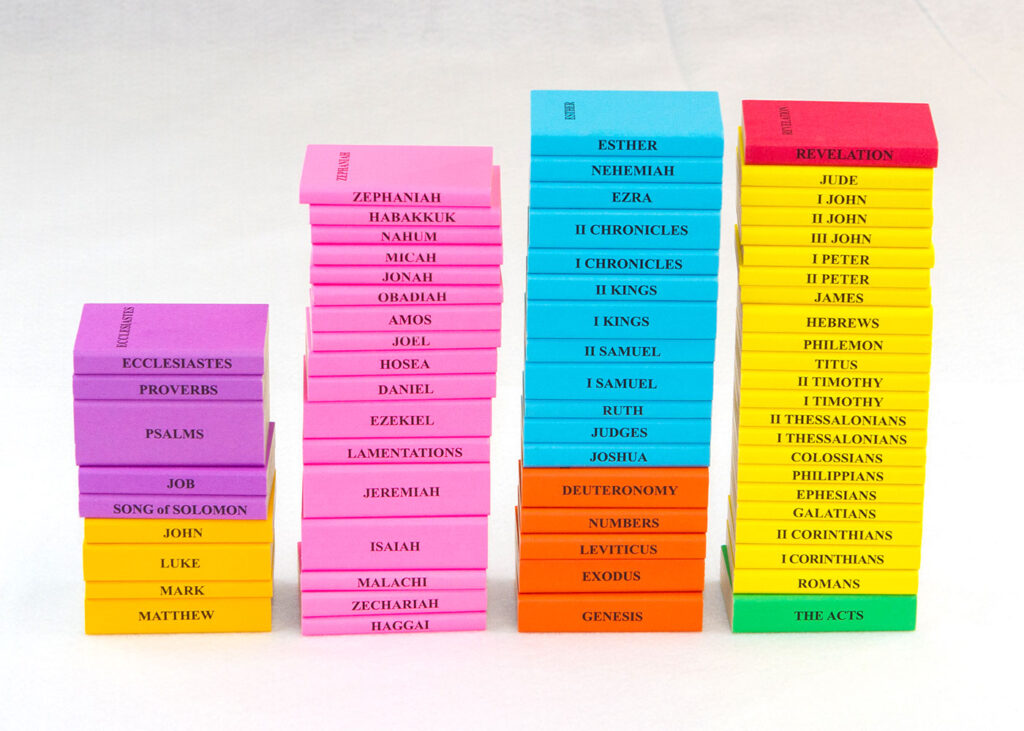 ECCLESIASTES
ECCLESIASTES
PROVERBS
PSALMS
JOB
SONG of SOLOMON
JOHN
LUKE
MARK
MATTHEW
ZEPHANIAH
ZEPHANIAH
HABAKKUK
NAHUM
MICAH
JONAH
OBADIAH
AMOS
JOEL
HOSEA
DANIEL
EZEKIEL
LAMENTATIONS
JEREMIAH
ISAIAH
MALACHI
ZECHARIAH
HAGGAI
ESTHER
ESTHER
NEHEMIAH
EZRA
II CHRONICLES
I CHRONICLES
II KINGS
I KINGS
II SAMUEL
I SAMUEL
RUTH
JUDGES
JOSHUA
DEUTERONOMY
NUMBERS
LEVITICUS
EXODUS
GENESIS
REVELATION
REVELATION
JUDE
I JOHN
II JOHN
III JOHN
I PETER
II PETER
JAMES
HEBREWS
PHILEMON
TITUS
II TIMOTHY
I TIMOTHY
II THESSALONIANS
I THESSALONIANS
COLOSSIANS
PHILIPPIANS
EPHESIANS
GALATIANS
II CORINTHIANS
I CORINTHIANS
ROMANS
THE ACTS